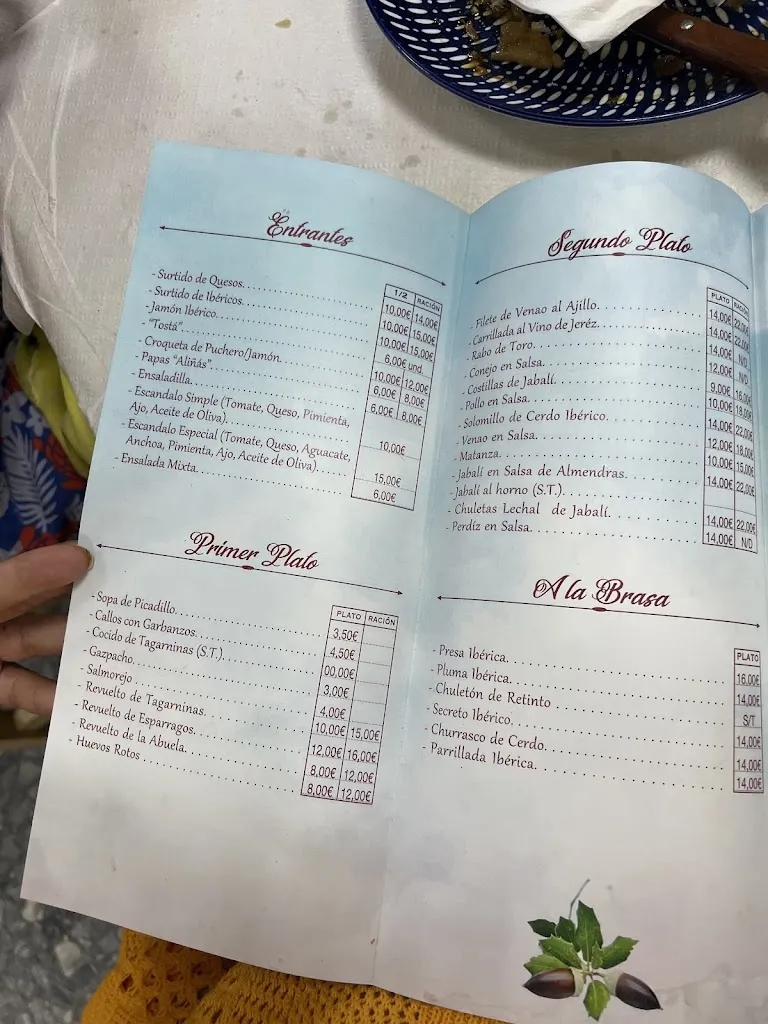 Entrantes
1/2 RACIÓN
- Surtido de Quesos. 10,00€ 14,00€
- Surtido de Ibéricos. 10,00€ 15,00€
- Jamón Ibérico. 10,00€ 15,00€
- "Tostá". 6,00€ und.
- Croqueta de Puchero/Jamón. 10,00€ 12,00€
- Papas "Aliñás". 6,00€ 8,00€
- Ensaladilla. 6,00€ 8,00€
- Escandalo Simple (Tomate, Queso, Pimienta,
Ajo, Aceite de Oliva). 10,00€
- Escandalo Especial (Tomate, Queso, Aguacate,
Anchoa, Pimienta, Ajo, Aceite de Oliva). 15,00€
- Ensalada Mixta. 6,00€
Primer Plato
PLATO RACIÓN
- Sopa de Picadillo. 3,50€
- Callos con Garbanzos. 4,50€
- Cocido de Tagarninas (S.T.). 00,00€
- Gazpacho. 3,00€
- Salmorejo 4,00€
- Revuelto de Tagarninas. 10,00€ 15,00€
- Revuelto de Esparragos. 12,00€ 16,00€
- Revuelto de la Abuela. 8,00€ 12,00€
- Huevos Rotos 8,00€ 12,00€
Segundo Plato
PLATO RACIÓN
- Filete de Venao al Ajillo. 14,00€ 22,00€
- Carrillada al Vino de Jeréz. 14,00€ 22,00€
- Rabo de Toro. 14,00€ N/D
- Conejo en Salsa. 12,00€ N/D
- Costillas de Jabalí. 9,00€ 16,00€
- Pollo en Salsa. 10,00€ 18,00€
- Solomillo de Cerdo Ibérico. 14,00€ 22,00€
- Venao en Salsa. 12,00€ 18,00€
- Matanza. 10,00€ 15,00€
- Jabalí en Salsa de Almendras. 14,00€ 22,00€
- Jabalí al horno (S.T.).
- Chuletas Lechal de Jabalí. 14,00€ 22,00€
- Perdíz en Salsa. 14,00€ N/D
A la Brasa
PLATO
- Presa Ibérica. 16,00€
- Pluma Ibérica. 14,00€
- Chuletón de Retinto S/T
- Secreto Ibérico. 14,00€
- Churrasco de Cerdo. 14,00€
- Parrillada Ibérica. 14,00€